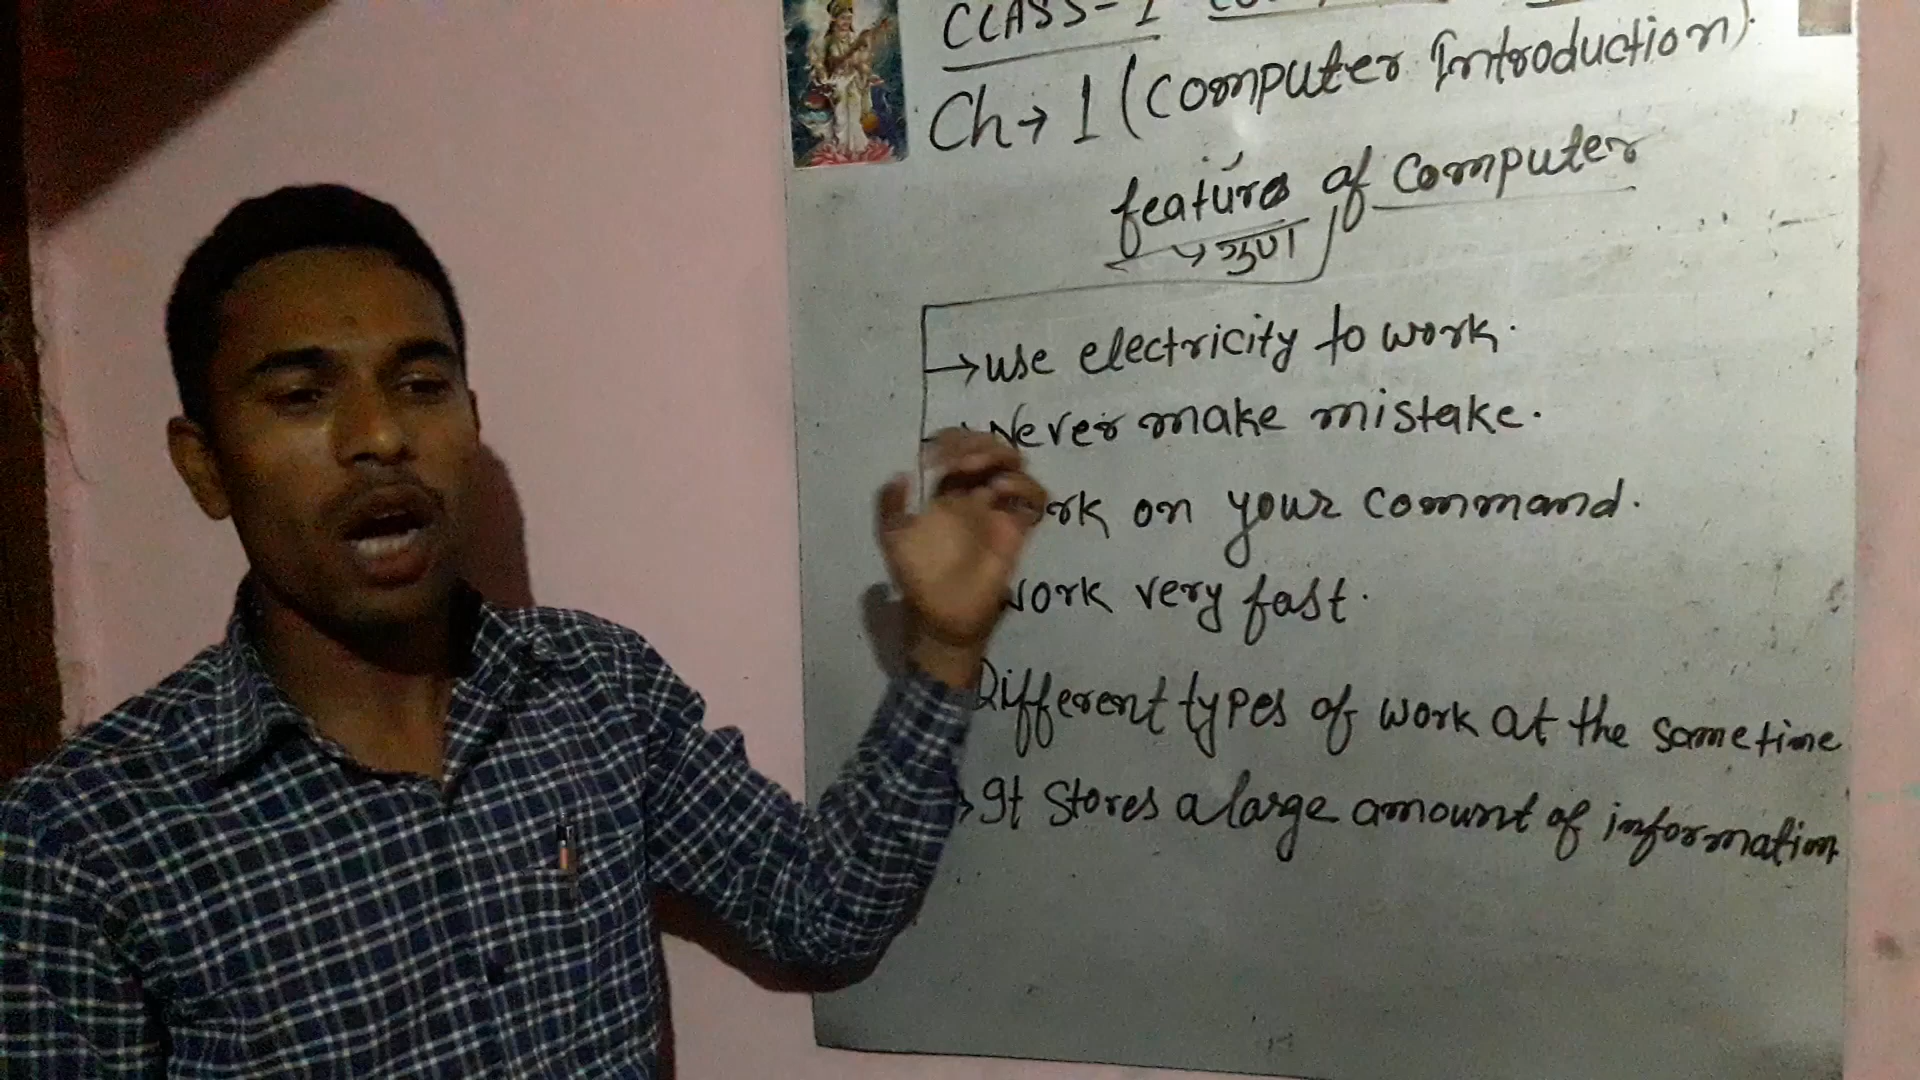 CLASS-1
Ch→1 (Computer Introduction)
features of Computer
→ गुण
→ use electricity to work.
Never make mistake.
on your command.
work very fast.
Different types of work at the same time
→ It stores a large amount of information